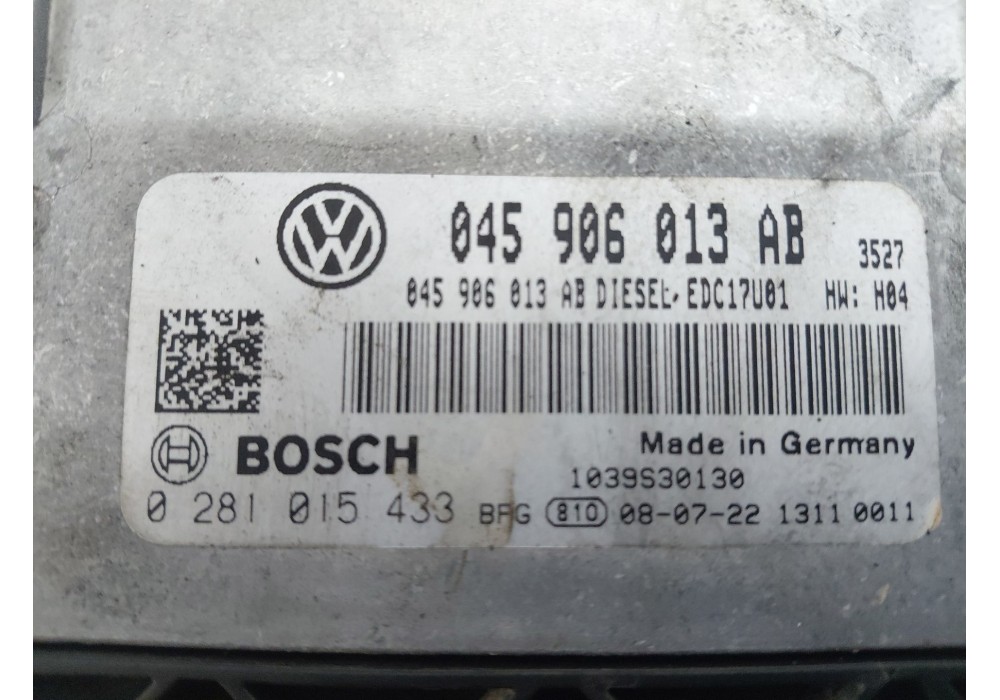 045 906 013 AB 3527
045 906 013 AB DIESEL, EDC17U01 HW: H04
BOSCH Made in Germany
1039S30130
0 281 015 433 BFG 810 08-07-22 1311 0011